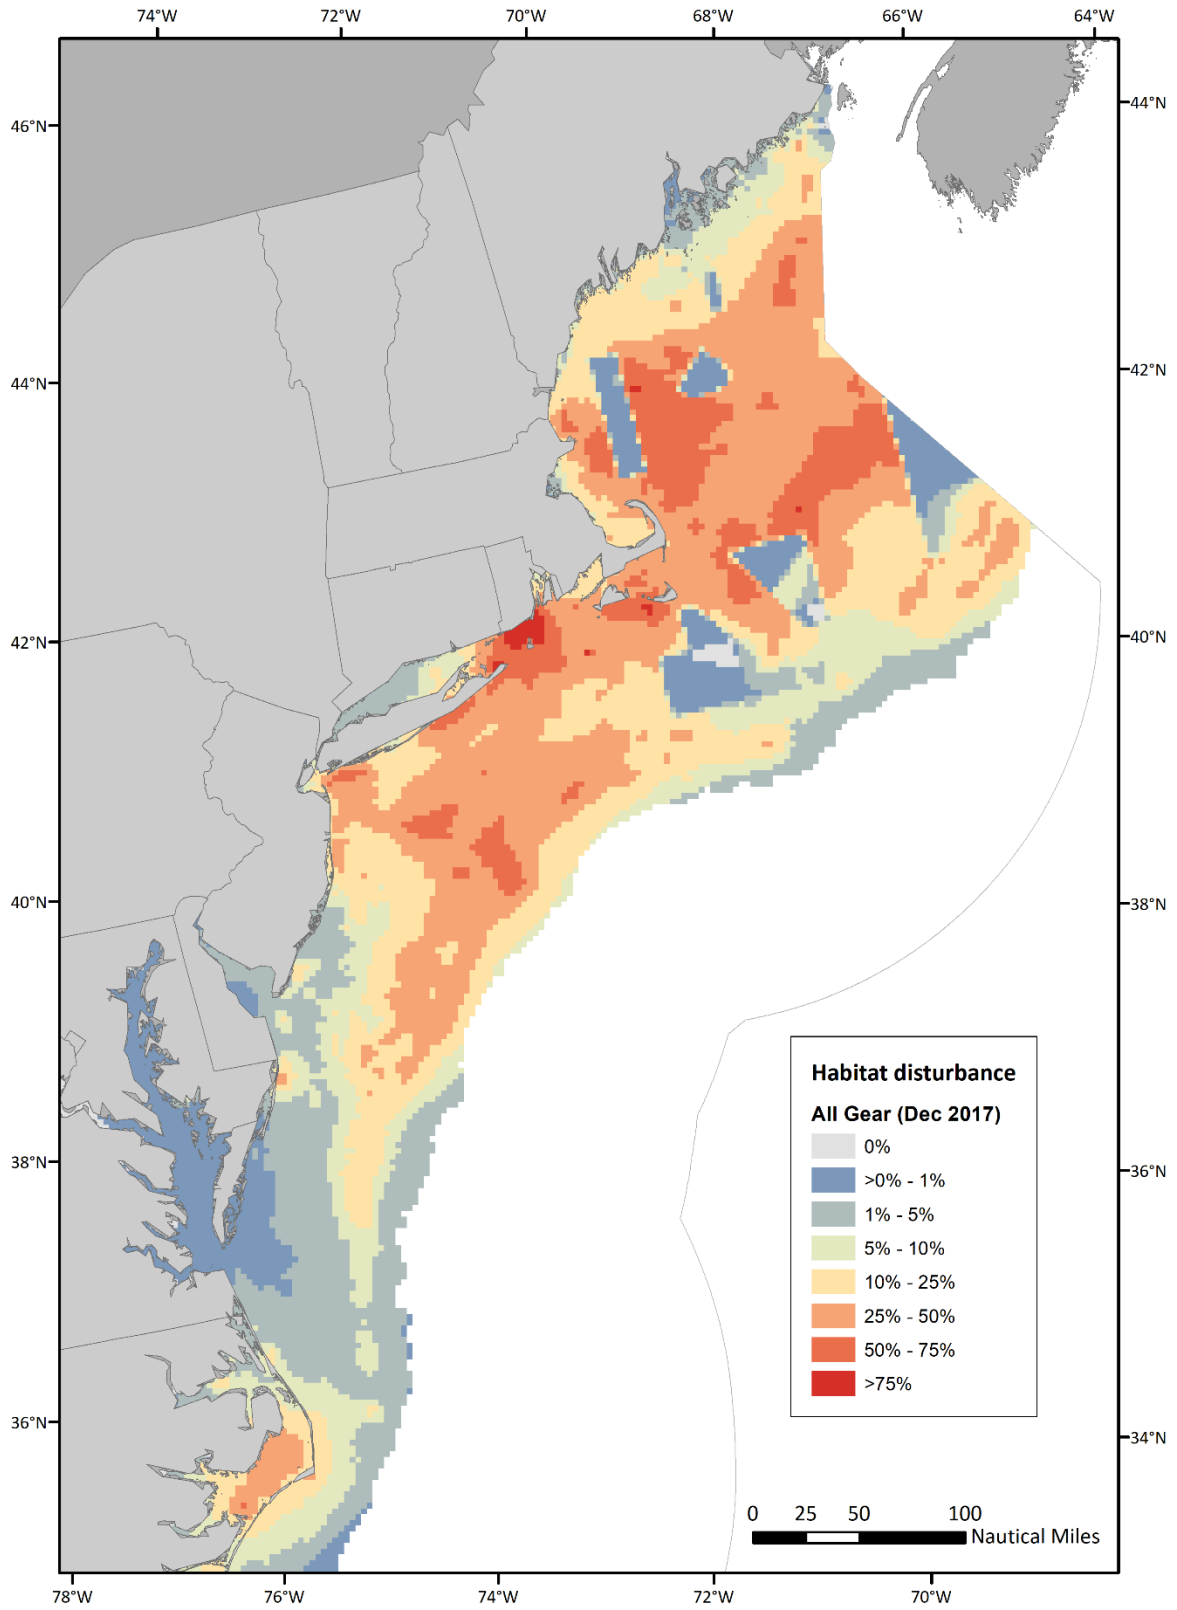 74°W 72°W 70°W 68°W 66°W 64°W
46°N
44°N
44°N
42°N
42°N
40°N
40°N
38°N
38°N
36°N
36°N
34°N
Habitat disturbance
All Gear (Dec 2017)
0%
>0% - 1%
1% - 5%
5% - 10%
10% - 25%
25% - 50%
50% - 75%
>75%
0 25 50 100
Nautical Miles
78°W 76°W 74°W 72°W 70°W